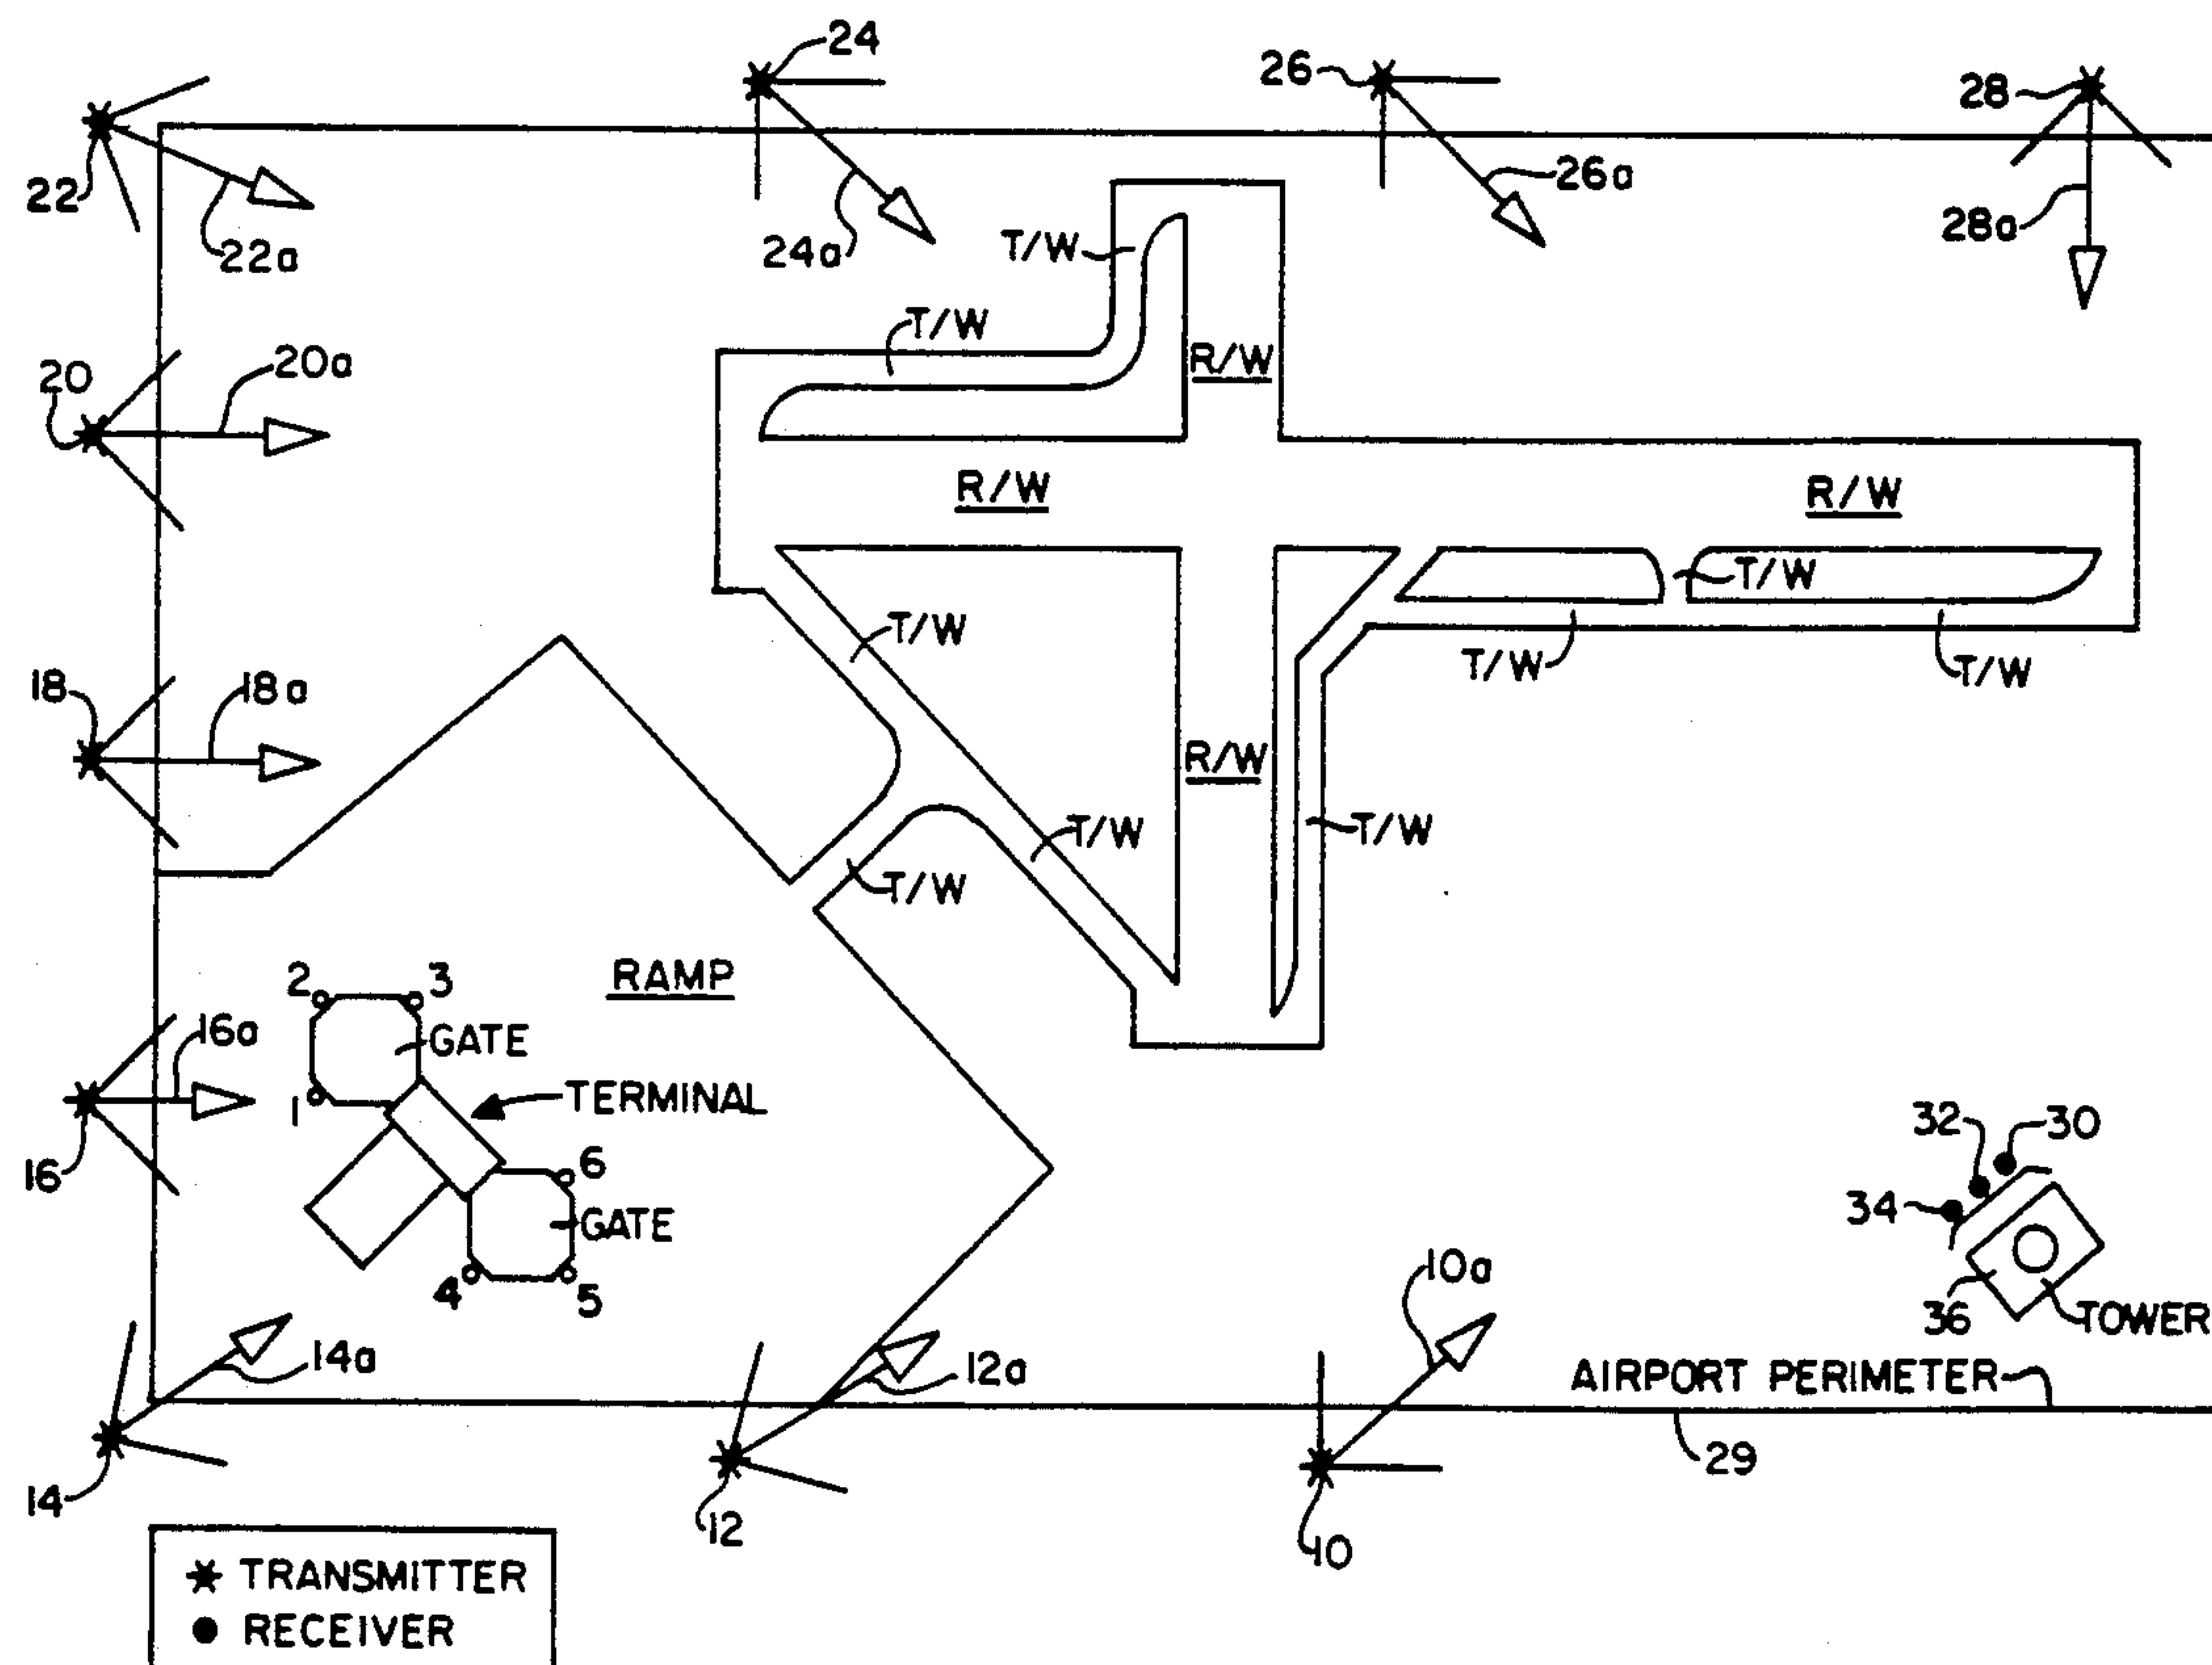 24
26
28
22
22a
24a
T/W
26a
28a
T/W
20
20a
R/W
R/W
R/W
T/W
T/W
T/W
T/W
18
18a
R/W
T/W
T/W
T/W
2
3
RAMP
16a
GATE
1
TERMINAL
32
30
16
6
34
GATE
4
5
10a
36
TOWER
14a
12a
AIRPORT PERIMETER
29
14
12
10
TRANSMITTER
RECEIVER